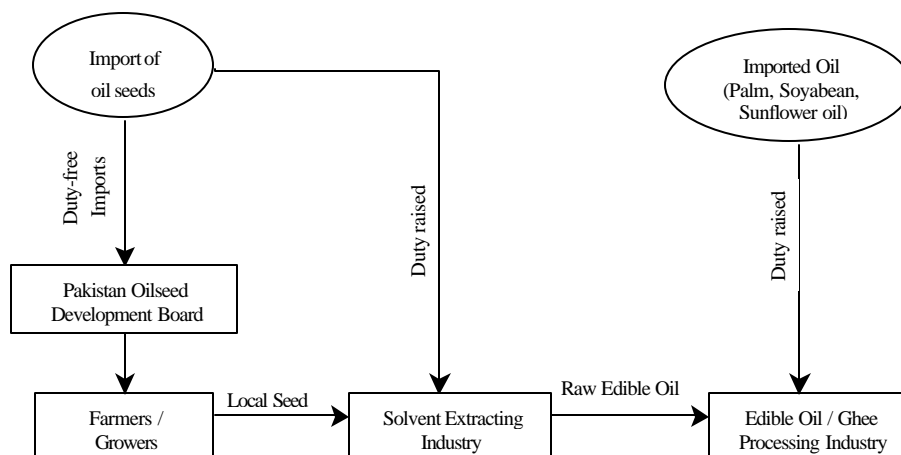 Import of
oil seeds
Imported Oil
(Palm, Soyabean,
Sunflower oil)
Duty-free
Imports
Duty raised
Duty raised
Pakistan Oilseed
Development Board
Farmers /
Growers
Local Seed
Solvent Extracting
Industry
Raw Edible Oil
Edible Oil / Ghee
Processing Industry